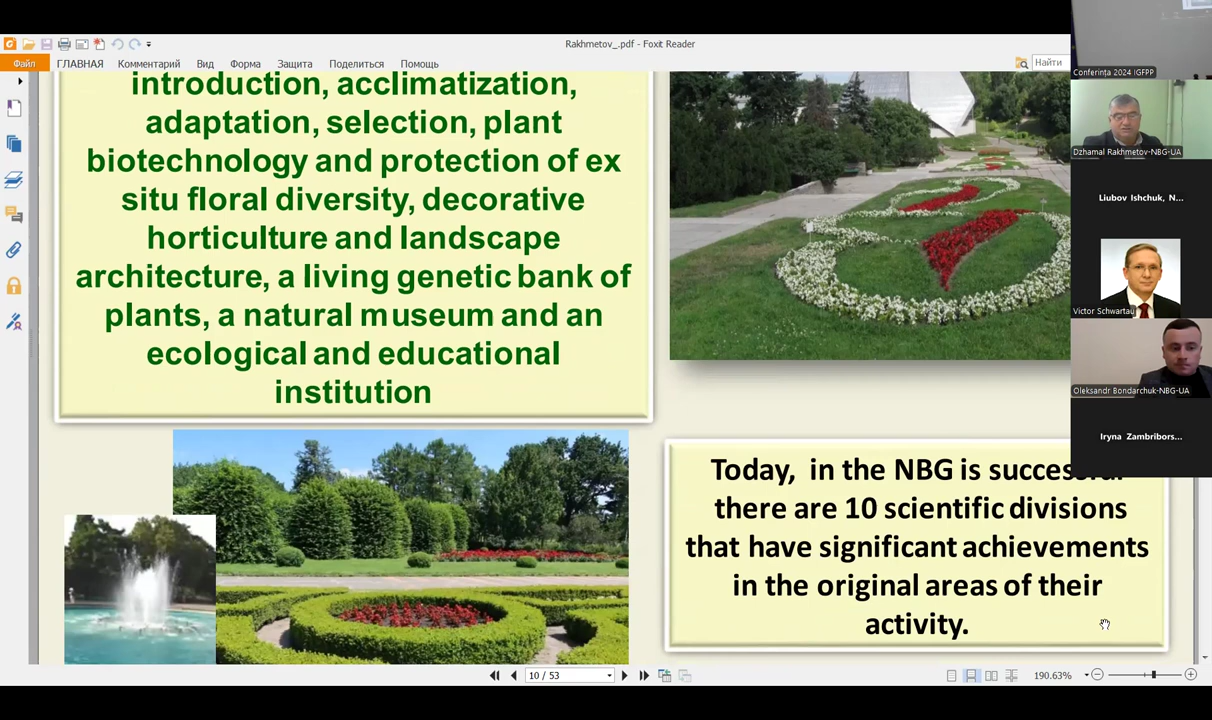 Rakhmetov_.pdf - Foxit Reader
Файл ГЛАВНАЯ Комментарий Вид Форма Защита Поделиться Помощь
Найти
introduction, acclimatization,
adaptation, selection, plant
biotechnology and protection of ex
situ floral diversity, decorative
horticulture and landscape
architecture, a living genetic bank of
plants, a natural museum and an
ecological and educational
institution
Today, in the NBG is
there are 10 scientific divisions
that have significant achievements
in the original areas of their
activity.
Conferința 2024 IGFPP
Dzhamal Rakhmetov-NBG-UA
Liubov Ishchuk, N...
Victor Schwartau
Oleksandr Bondarchuk-NBG-UA
Iryna Zambribors...
10 / 53
190.63%